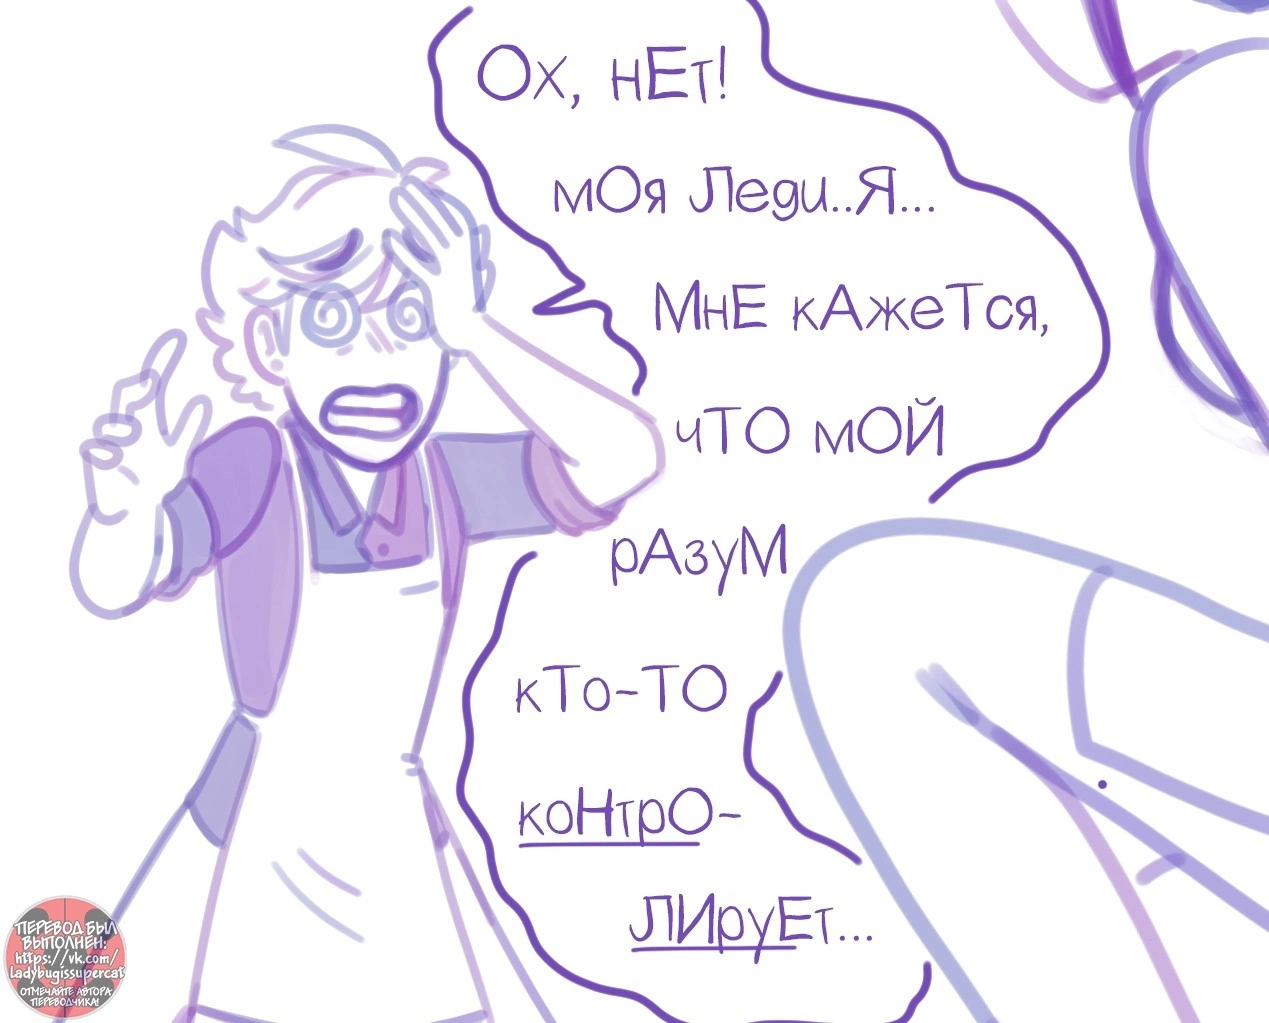 Ох, нЕт!
мОя Леди..Я...
МнЕ кАжеТся,
чТО мОЙ
рАзуМ
кТо-ТО
коНтрО-
ЛИруЕт...
ПЕРЕВОД БЫЛ
ВЫПОЛНЕН:
https://vk.com/
ladybugissupercat
ОТМЕЧАЙТЕ АВТОРА
ПЕРЕВОДЧИКА!